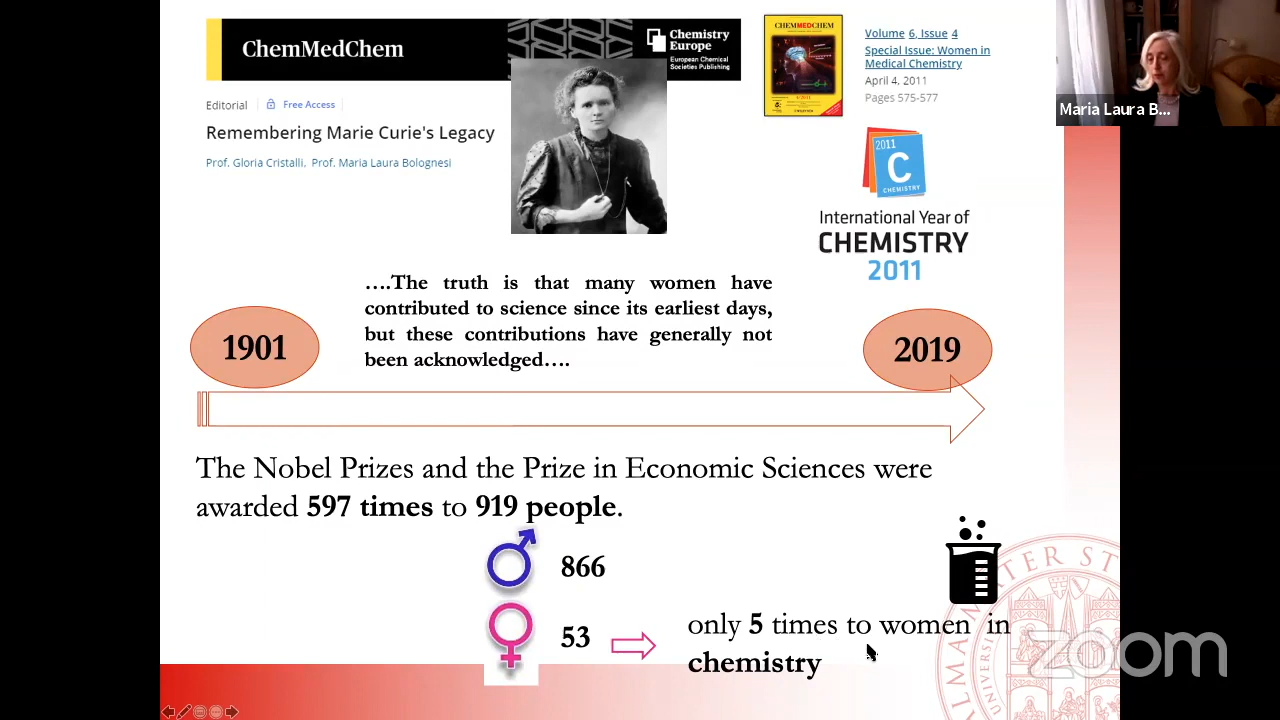 ChemMedChem
Chemistry
Europe
European Chemical
Societies Publishing
Editorial
Free Access
Remembering Marie Curie's Legacy
Prof. Gloria Cristalli, Prof. Maria Laura Bolognesi
CHEMMEDCHEM
Volume 6, Issue 4
Special Issue: Women in
Medical Chemistry
April 4, 2011
Pages 575-577
Maria Laura B...
2011
C
CHEMISTRY
International Year of
CHEMISTRY
2011
….The truth is that many women have
contributed to science since its earliest days,
but these contributions have generally not
been acknowledged….
1901
2019
The Nobel Prizes and the Prize in Economic Sciences were
awarded 597 times to 919 people.
866
53
only 5 times to women in
chemistry
zoom